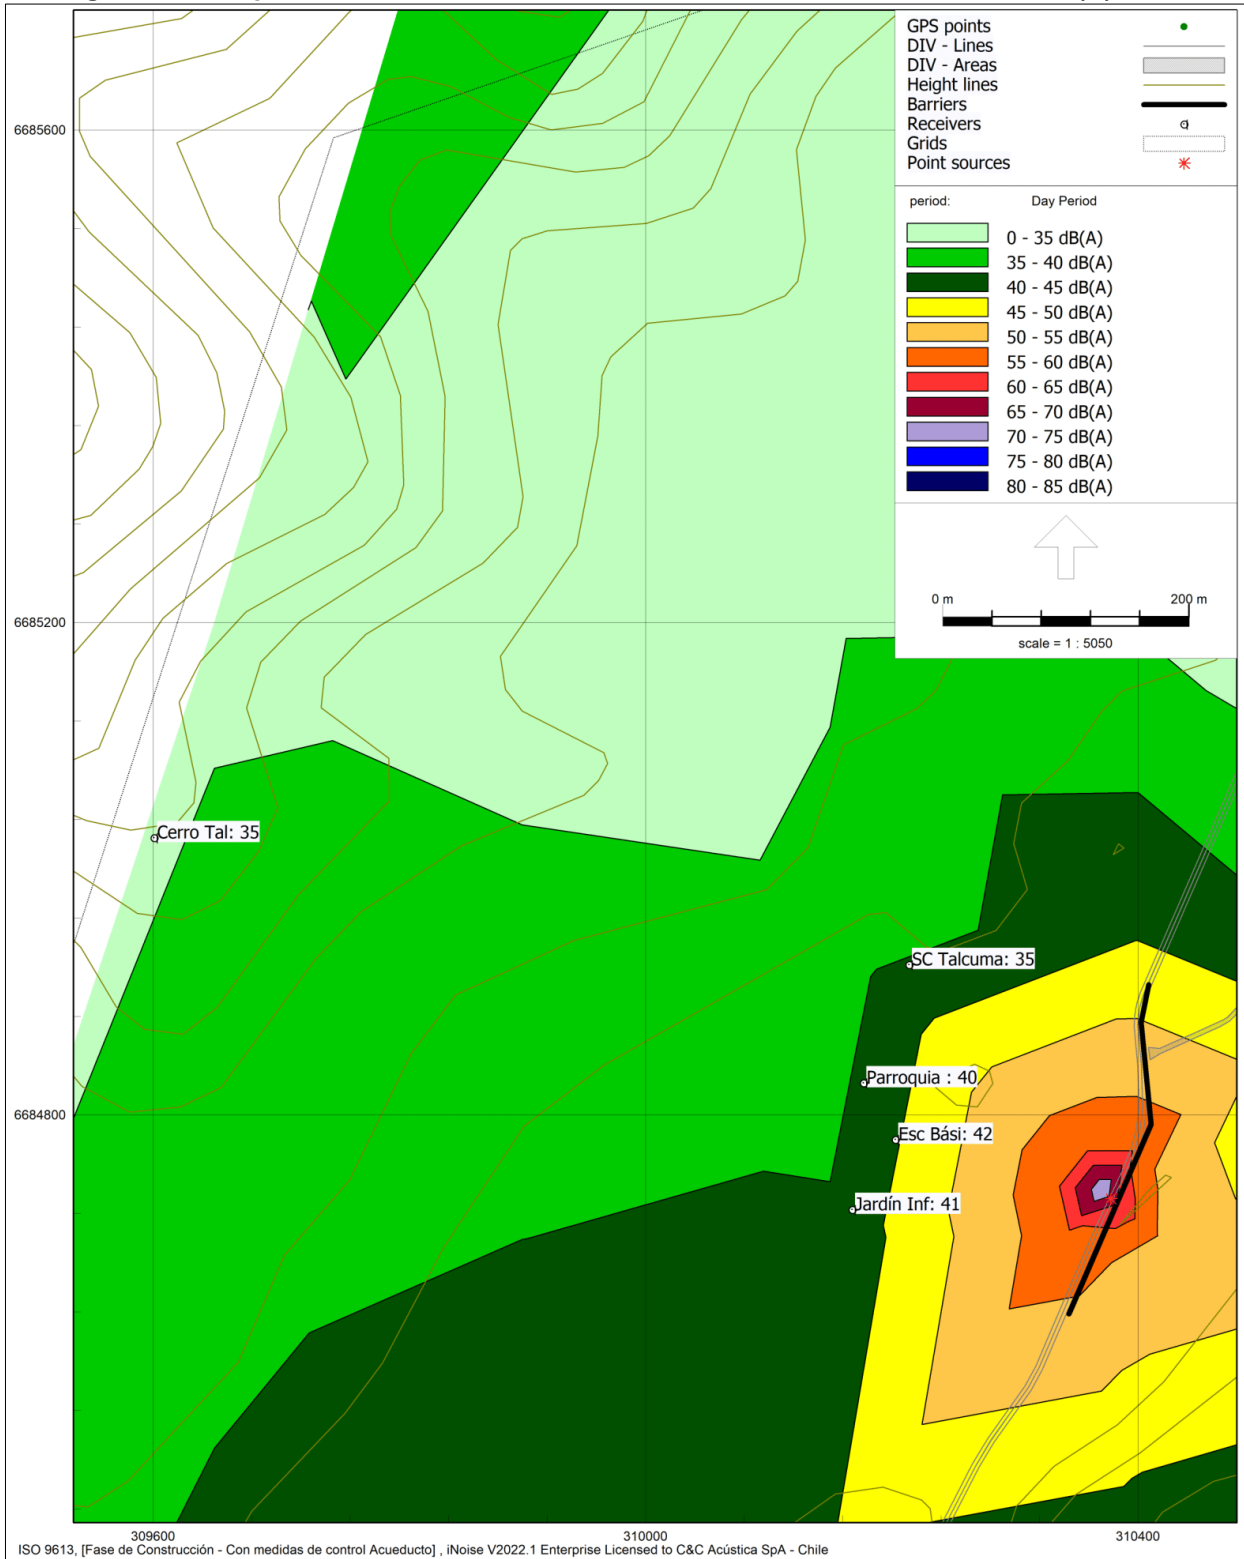 GPS points
DIV - Lines
DIV - Areas
Height lines
Barriers
Receivers
Grids
Point sources
period: Day Period
0 - 35 dB(A)
35 - 40 dB(A)
40 - 45 dB(A)
45 - 50 dB(A)
50 - 55 dB(A)
55 - 60 dB(A)
60 - 65 dB(A)
65 - 70 dB(A)
70 - 75 dB(A)
75 - 80 dB(A)
80 - 85 dB(A)
0 m 200 m
scale = 1 : 5050
6685600
6685200
6684800
Cerro Tal: 35
SC Talcuma: 35
Parroquia : 40
Esc Bási: 42
Jardín Inf: 41
309600 310000 310400
ISO 9613, [Fase de Construcción - Con medidas de control Acueducto] , iNoise V2022.1 Enterprise Licensed to C&C Acústica SpA - Chile